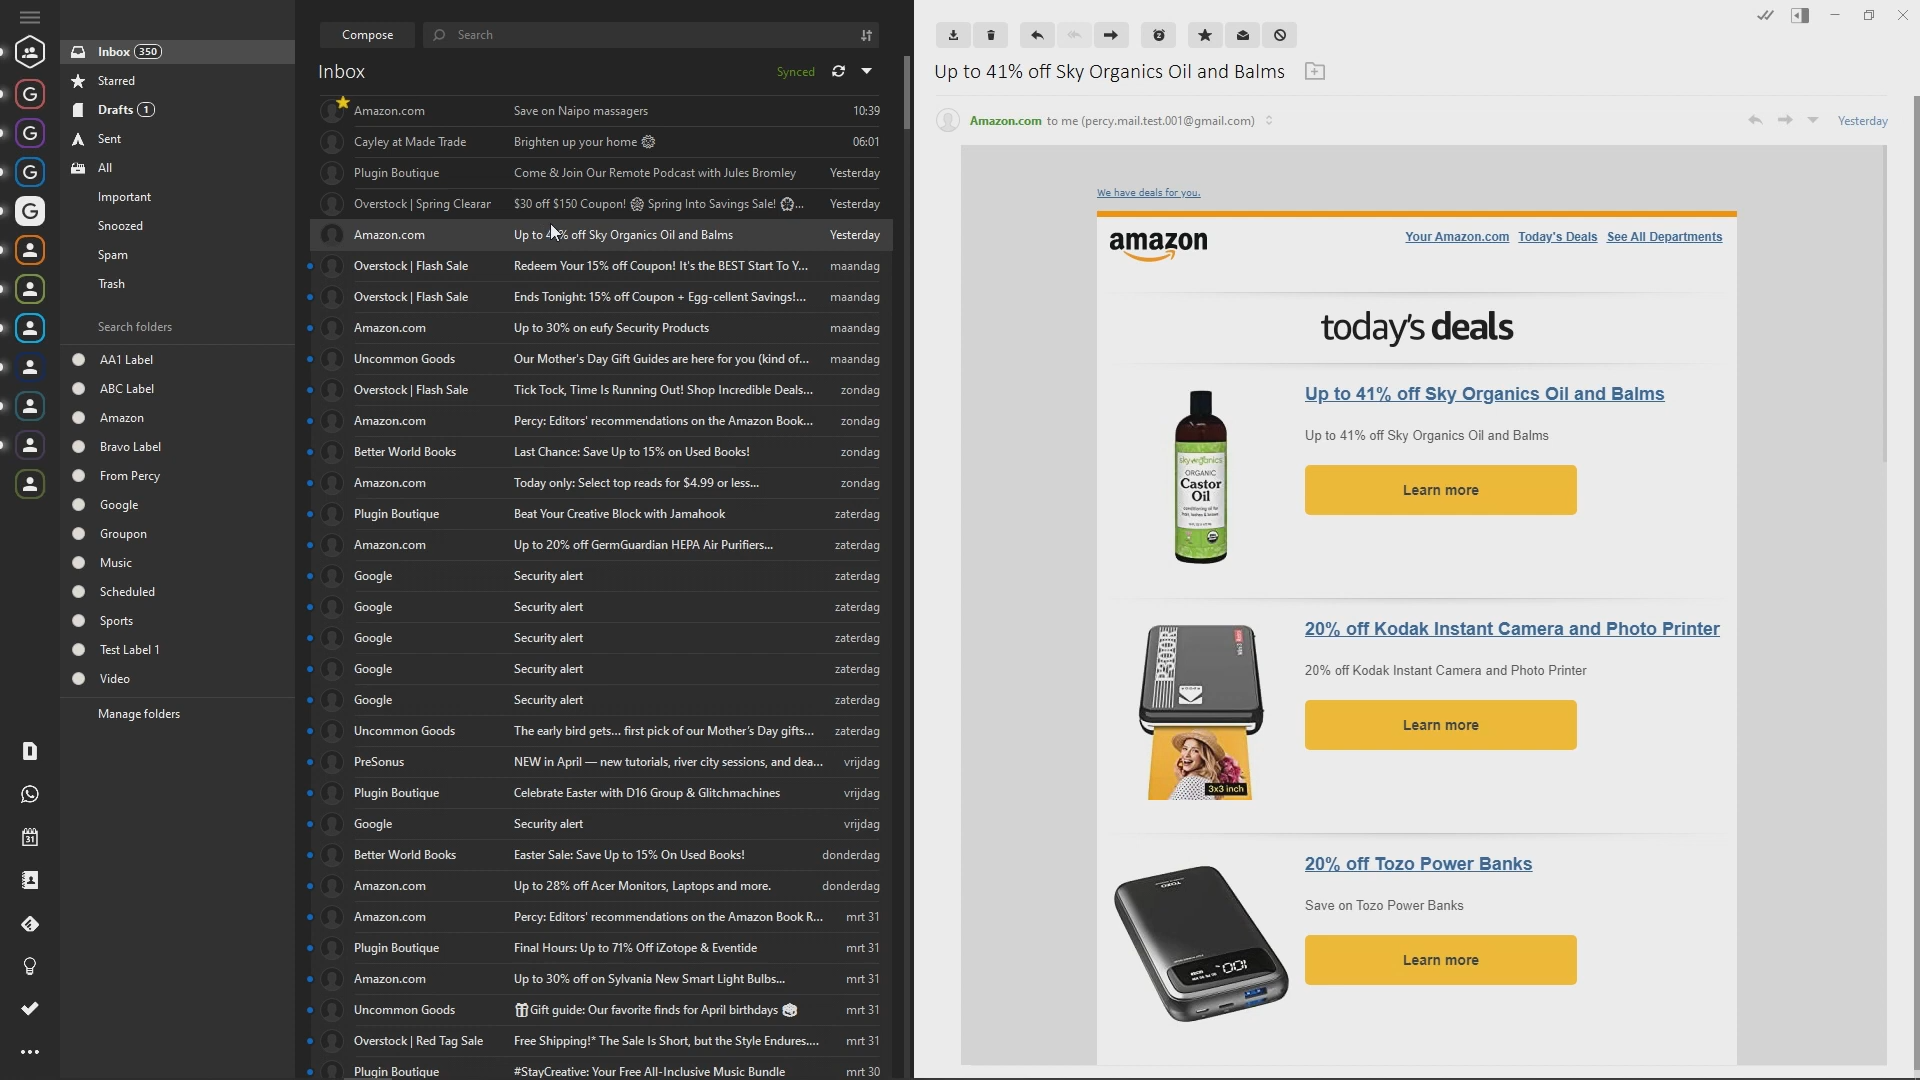 Inbox 350
Starred
Drafts 1
Sent
All
Important
Snoozed
Spam
Trash
Search folders
AA1 Label
ABC Label
Amazon
Bravo Label
From Percy
Google
Groupon
Music
Scheduled
Sports
Test Label 1
Video
Manage folders
G
G
G
G
31
Compose
Search
Inbox
Synced
Amazon.com Save on Naipo massagers 10:39
Cayley at Made Trade Brighten up your home 06:01
Plugin Boutique Come & Join Our Remote Podcast with Jules Bromley Yesterday
Overstock | Spring Clearar $30 off $150 Coupon! Spring Into Savings Sale! ... Yesterday
Amazon.com Up to 41% off Sky Organics Oil and Balms Yesterday
Overstock | Flash Sale Redeem Your 15% off Coupon! It's the BEST Start To Y... maandag
Overstock | Flash Sale Ends Tonight: 15% off Coupon + Egg-cellent Savings!... maandag
Amazon.com Up to 30% on eufy Security Products maandag
Uncommon Goods Our Mother's Day Gift Guides are here for you (kind of... maandag
Overstock | Flash Sale Tick Tock, Time Is Running Out! Shop Incredible Deals... zondag
Amazon.com Percy: Editors' recommendations on the Amazon Book... zondag
Better World Books Last Chance: Save Up to 15% on Used Books! zondag
Amazon.com Today only: Select top reads for $4.99 or less... zondag
Plugin Boutique Beat Your Creative Block with Jamahook zaterdag
Amazon.com Up to 20% off GermGuardian HEPA Air Purifiers... zaterdag
Google Security alert zaterdag
Google Security alert zaterdag
Google Security alert zaterdag
Google Security alert zaterdag
Google Security alert zaterdag
Uncommon Goods The early bird gets... first pick of our Mother's Day gifts... zaterdag
PreSonus NEW in April — new tutorials, river city sessions, and dea... vrijdag
Plugin Boutique Celebrate Easter with D16 Group & Glitchmachines vrijdag
Google Security alert vrijdag
Better World Books Easter Sale: Save Up to 15% On Used Books! donderdag
Amazon.com Up to 28% off Acer Monitors, Laptops and more. donderdag
Amazon.com Percy: Editors' recommendations on the Amazon Book R... mrt 31
Plugin Boutique Final Hours: Up to 71% Off iZotope & Eventide mrt 31
Amazon.com Up to 30% off on Sylvania New Smart Light Bulbs... mrt 31
Uncommon Goods Gift guide: Our favorite finds for April birthdays mrt 31
Overstock | Red Tag Sale Free Shipping!* The Sale Is Short, but the Style Endures.... mrt 31
Plugin Boutique #StayCreative: Your Free All-Inclusive Music Bundle mrt 30
Up to 41% off Sky Organics Oil and Balms
Amazon.com to me (percy.mail.test.001@gmail.com) Yesterday
We have deals for you.
amazon
Your Amazon.com Today's Deals See All Departments
today's deals
Up to 41% off Sky Organics Oil and Balms
Up to 41% off Sky Organics Oil and Balms
Learn more
sky organics
ORGANIC
Castor
Oil
20% off Kodak Instant Camera and Photo Printer
20% off Kodak Instant Camera and Photo Printer
Learn more
3x3 inch
20% off Tozo Power Banks
Save on Tozo Power Banks
Learn more
TOZO
100%